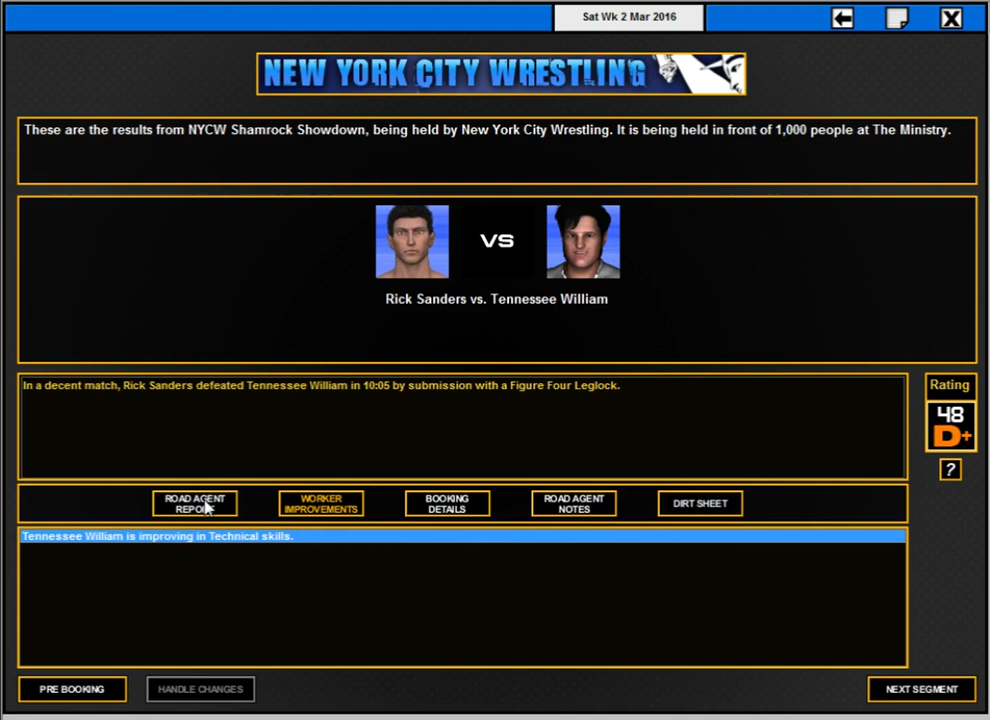 Sat Wk 2 Mar 2016
NEW YORK CITY WRESTLING
These are the results from NYCW Shamrock Showdown, being held by New York City Wrestling. It is being held in front of 1,000 people at The Ministry.
VS
Rick Sanders vs. Tennessee William
In a decent match, Rick Sanders defeated Tennessee William in 10:05 by submission with a Figure Four Leglock.
Rating
48
D+
?
ROAD AGENT
REPORT
WORKER
IMPROVEMENTS
BOOKING
DETAILS
ROAD AGENT
NOTES
DIRT SHEET
Tennessee William is improving in Technical skills.
PRE BOOKING
HANDLE CHANGES
NEXT SEGMENT